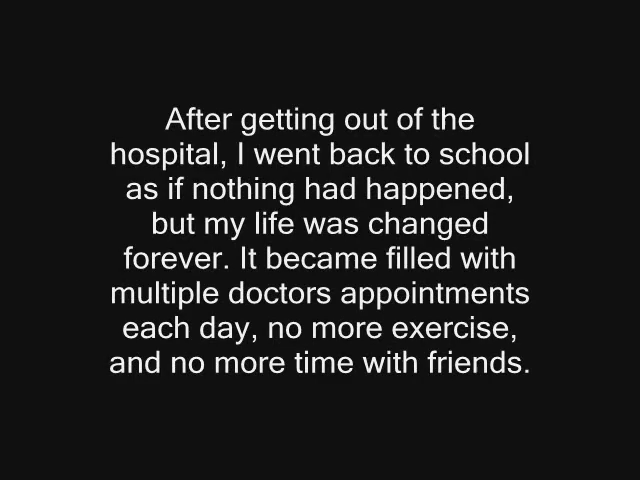 After getting out of the
hospital, I went back to school
as if nothing had happened,
but my life was changed
forever. It became filled with
multiple doctors appointments
each day, no more exercise,
and no more time with friends.